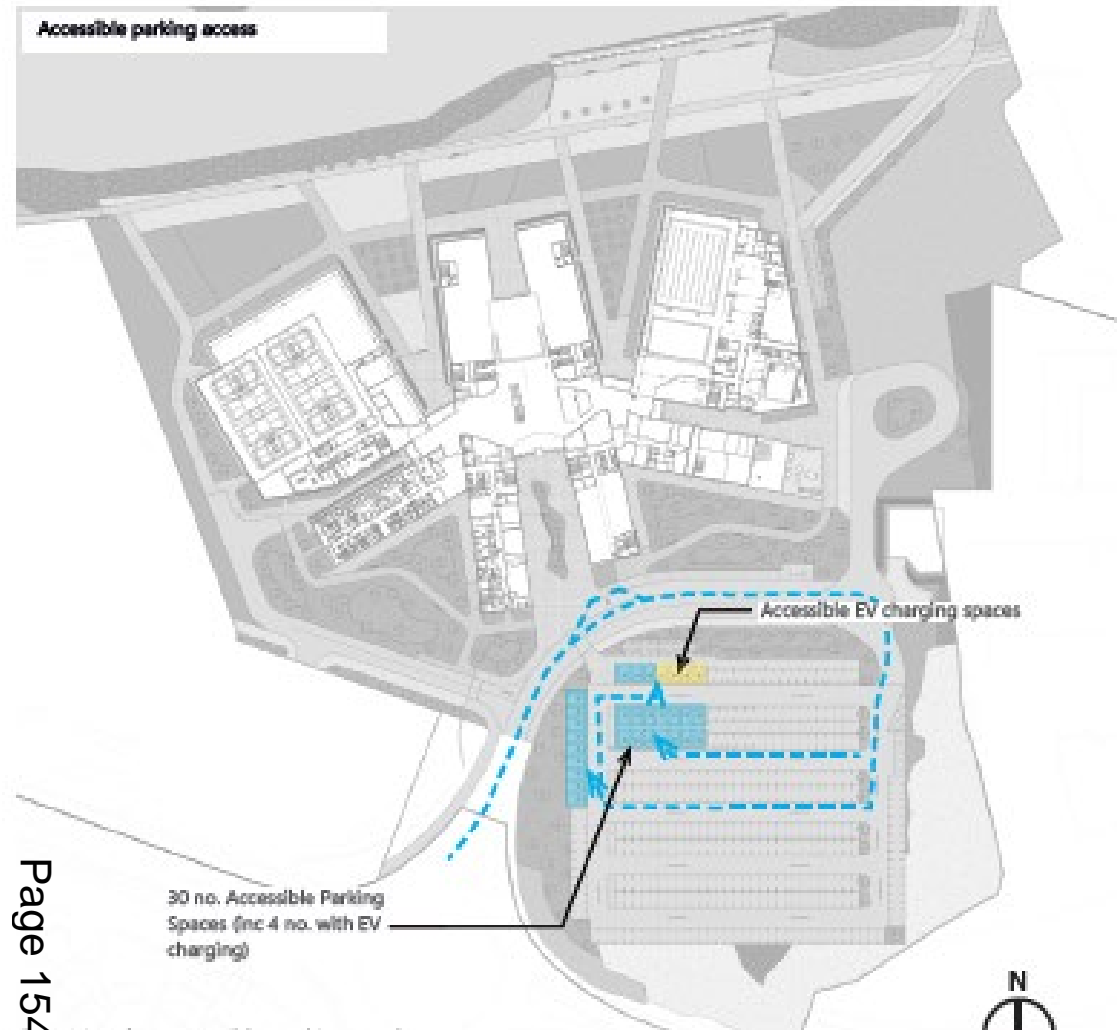 Accessible parking access
Accessible EV charging spaces
30 no. Accessible Parking
Spaces (inc 4 no. with EV
charging)
Page 154
N